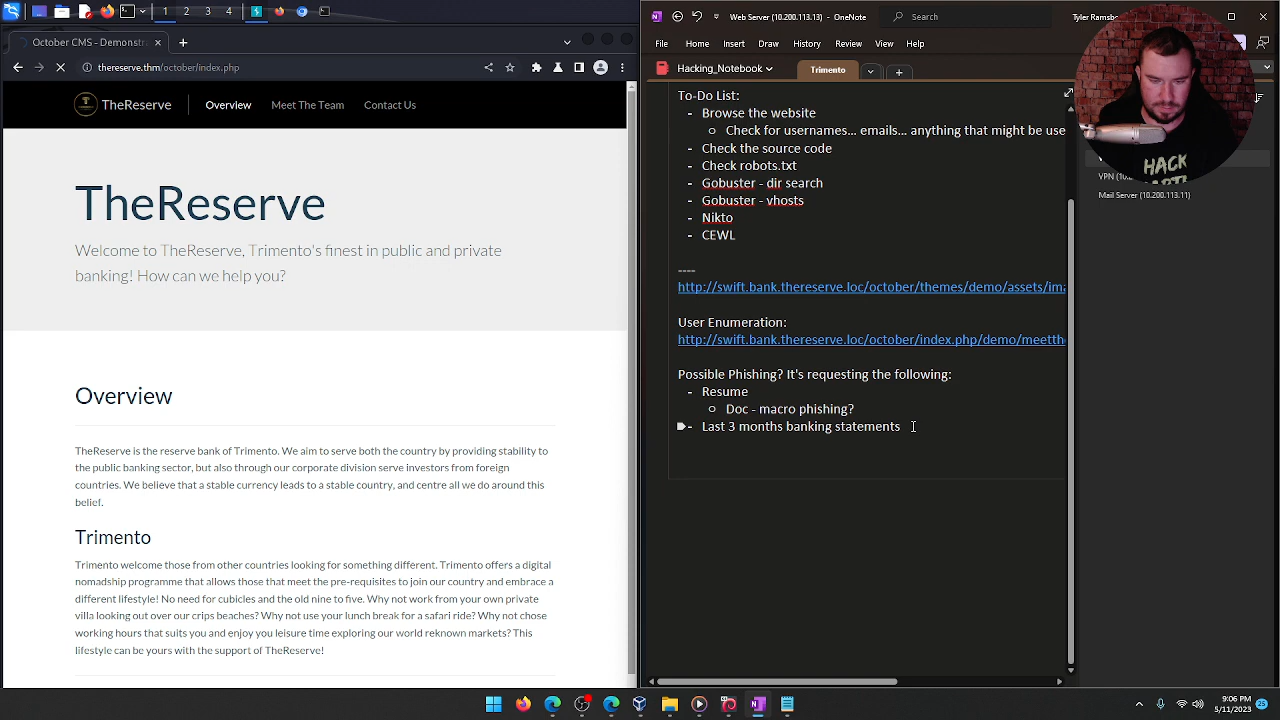 1 2 3
October CMS - Demonstr
thereserve.thm/october/index.php
TheReserve
Overview
Meet The Team
Contact Us
TheReserve
Welcome to TheReserve, Trimento's finest in public and private
banking! How can we help you?
Overview
TheReserve is the reserve bank of Trimento. We aim to serve both the country by providing stability to
the public banking sector, but also through our corporate division serve investors from foreign
countries. We believe that a stable currency leads to a stable country, and centre all we do around this
belief.
Trimento
Trimento welcome those from other countries looking for something different. Trimento offers a digital
nomadship programme that allows those that meet the pre-requisites to join our country and embrace a
different lifestyle! No need for cubicles and the old nine to five. Why not work from your own private
villa looking out over our crips beaches? Why not use your lunch break for a safari ride? Why not chose
working hours that suits you and enjoy you leisure time exploring our world reknown markets? This
lifestyle can be yours with the support of TheReserve!
Web Server (10.200.113.13) - OneNote
Search
Tyler Ramsb
File Home Insert Draw History Review View Help
Hacking_Notebook
Trimento
To-Do List:
- Browse the website
o Check for usernames... emails... anything that might be use
- Check the source code
- Check robots.txt
- Gobuster - dir search
- Gobuster - vhosts
- Nikto
- CEWL
----
http://swift.bank.thereserve.loc/october/themes/demo/assets/ima
User Enumeration:
http://swift.bank.thereserve.loc/october/index.php/demo/meetth
Possible Phishing? It's requesting the following:
- Resume
o Doc - macro phishing?
- Last 3 months banking statements
HACK
VPN (10.2
Mail Server (10.200.113.11)
9:06 PM
5/13/2023
25